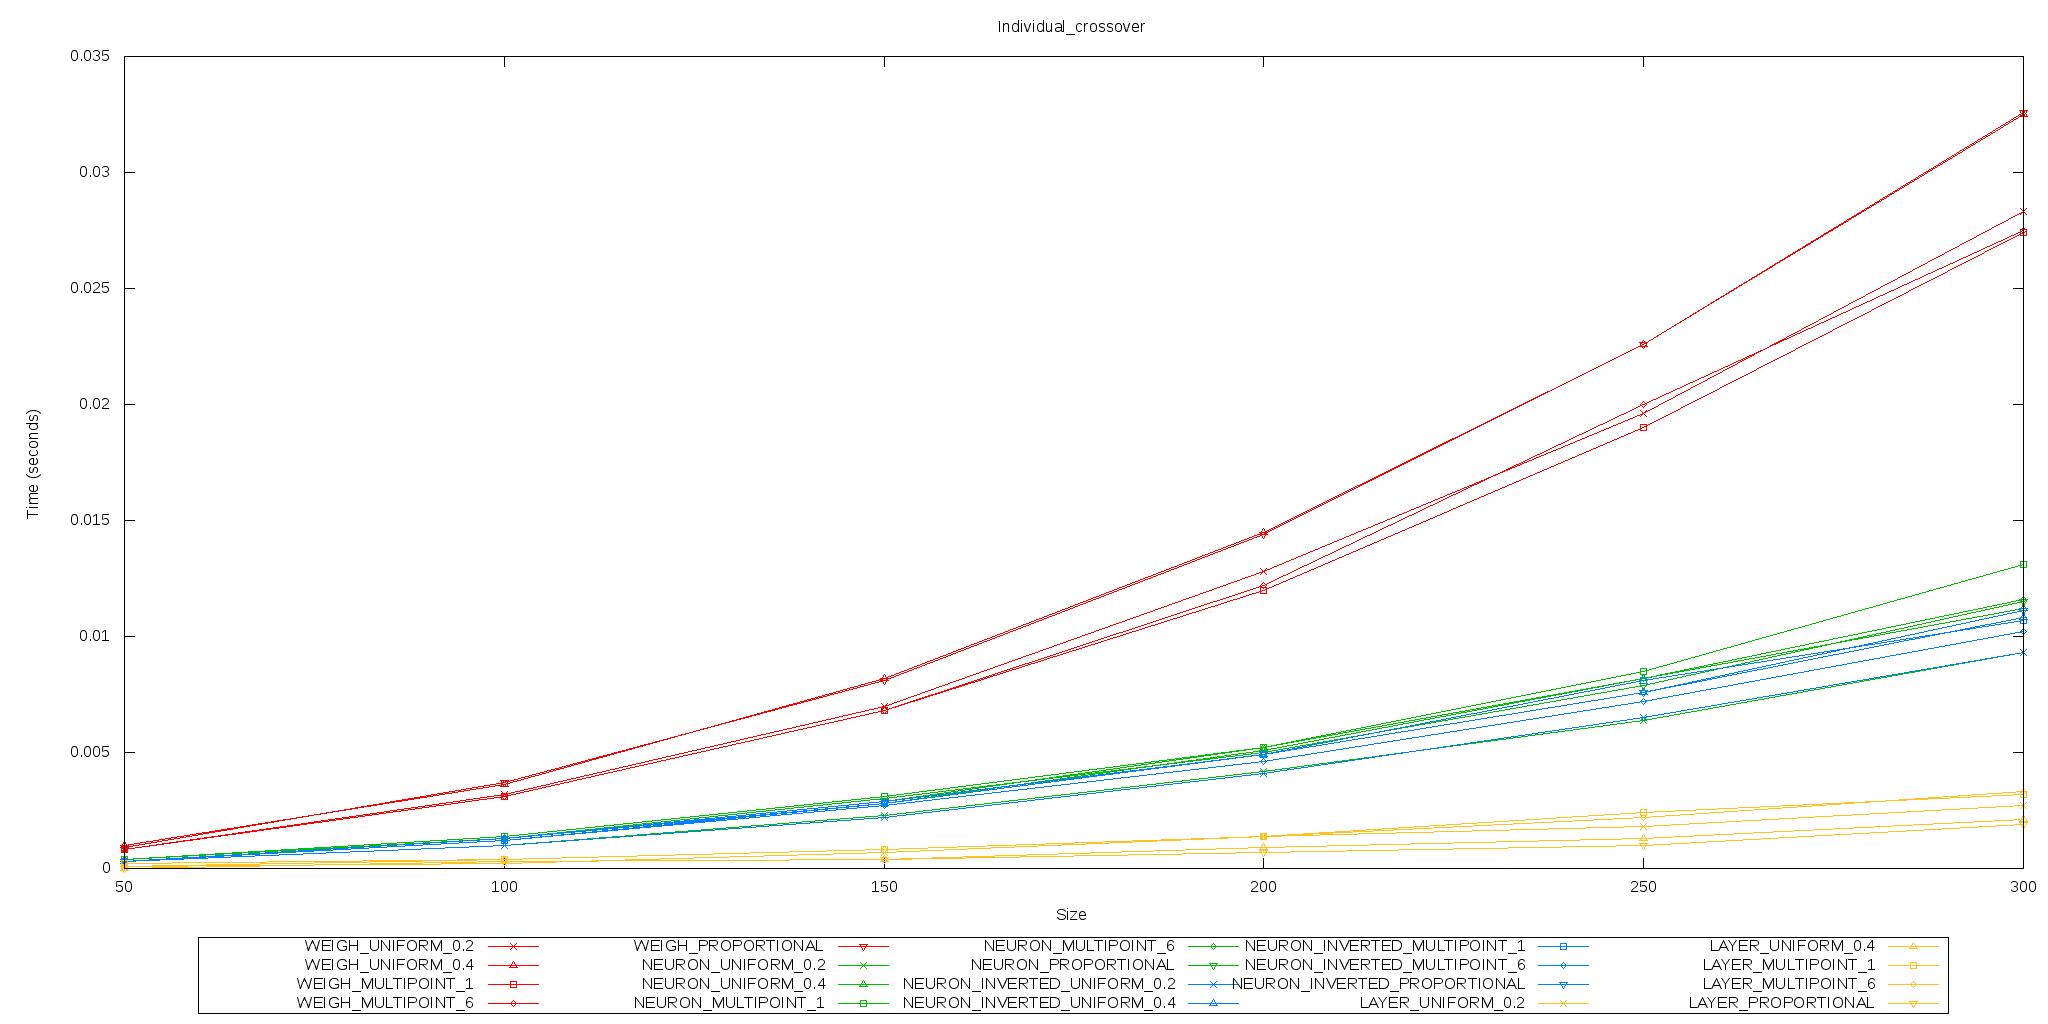 Individual_crossover
0.035
0.03
0.025
0.02
0.015
0.01
0.005
0
Time (seconds)
50 100 150 200 250 300
Size
WEIGH_UNIFORM_0.2 WEIGH_PROPORTIONAL NEURON_MULTIPOINT_6 NEURON_INVERTED_MULTIPOINT_1 LAYER_UNIFORM_0.4
WEIGH_UNIFORM_0.4 NEURON_UNIFORM_0.2 NEURON_PROPORTIONAL NEURON_INVERTED_MULTIPOINT_6 LAYER_MULTIPOINT_1
WEIGH_MULTIPOINT_1 NEURON_UNIFORM_0.4 NEURON_INVERTED_UNIFORM_0.2 NEURON_INVERTED_PROPORTIONAL LAYER_MULTIPOINT_6
WEIGH_MULTIPOINT_6 NEURON_MULTIPOINT_1 NEURON_INVERTED_UNIFORM_0.4 LAYER_UNIFORM_0.2 LAYER_PROPORTIONAL